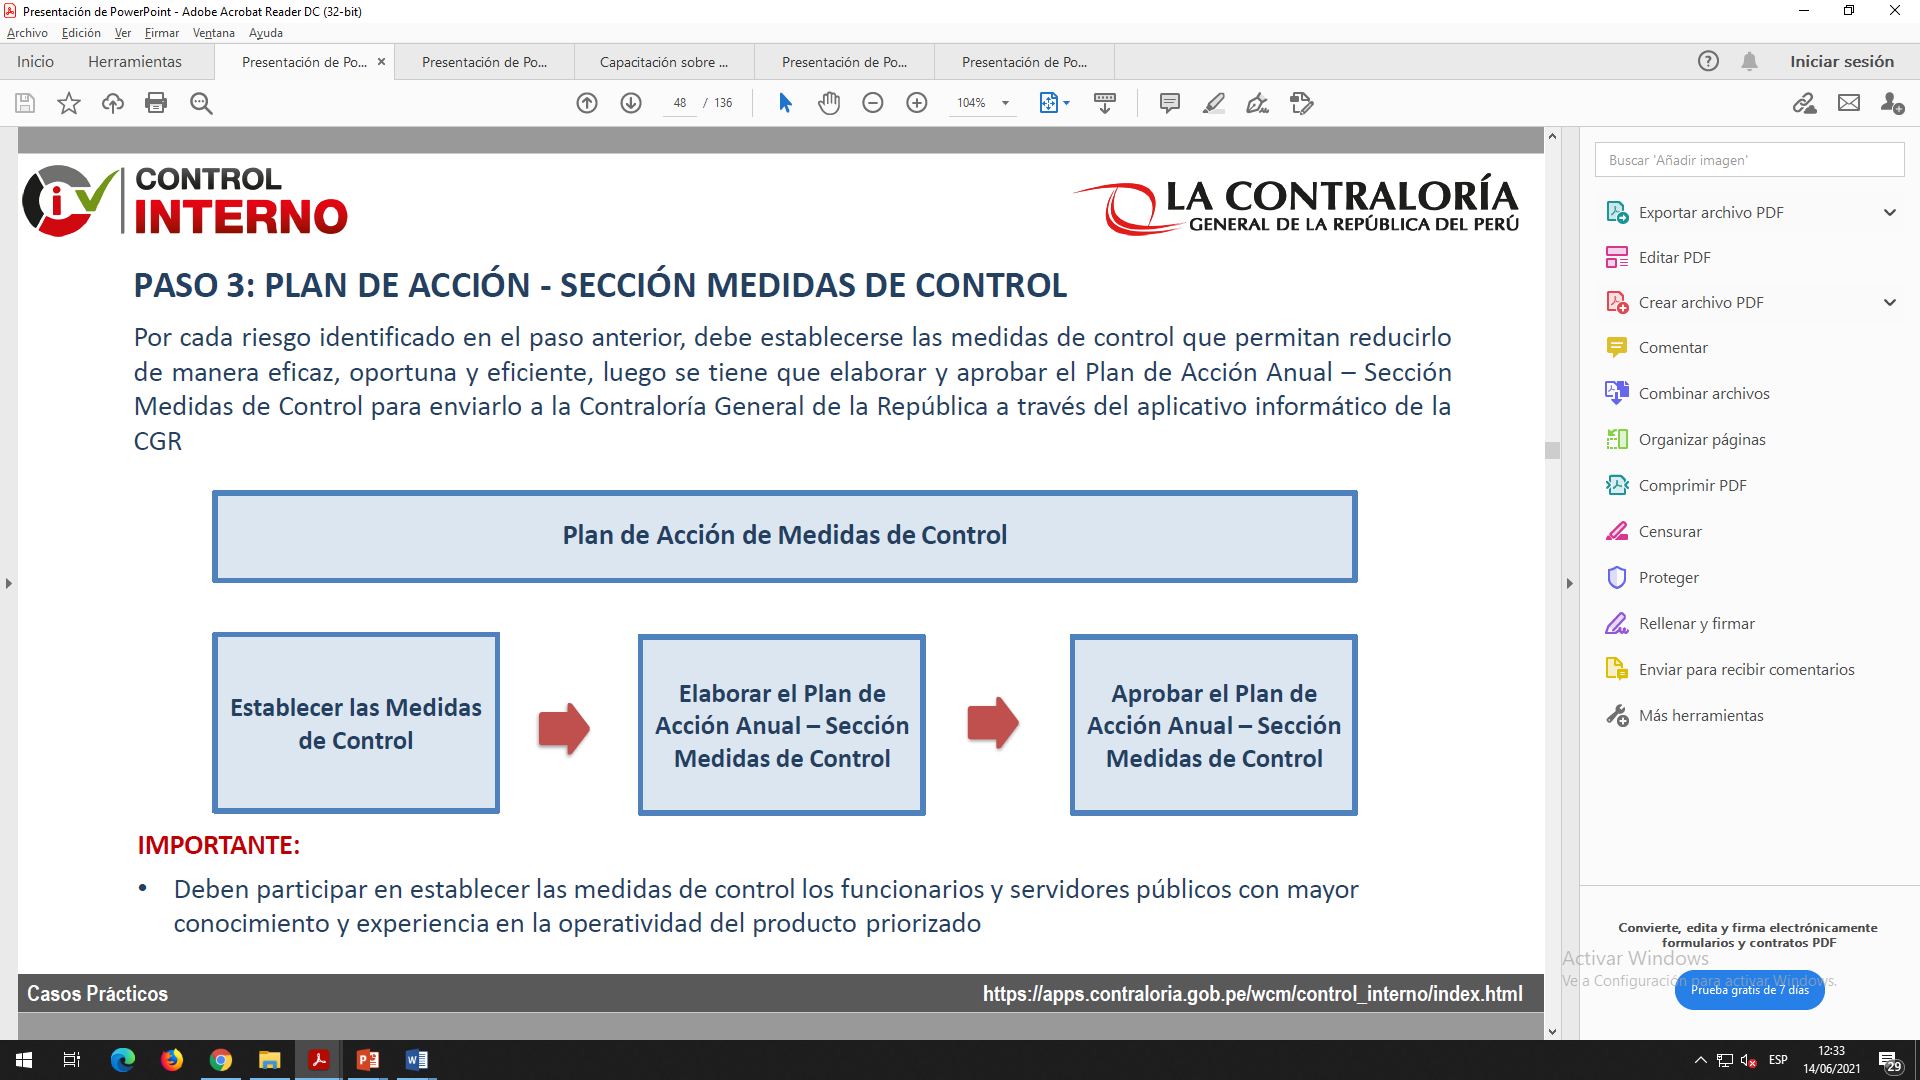 Presentación de PowerPoint - Adobe Acrobat Reader DC (32-bit)
Archivo Edición Ver Firmar Ventana Ayuda
Inicio Herramientas Presentación de Po... × Presentación de Po... Capacitación sobre ... Presentación de Po... Presentación de Po... Iniciar sesión
48 / 136 104%
CONTROL
INTERNO
LA CONTRALORÍA
GENERAL DE LA REPÚBLICA DEL PERÚ
PASO 3: PLAN DE ACCIÓN - SECCIÓN MEDIDAS DE CONTROL
Por cada riesgo identificado en el paso anterior, debe establecerse las medidas de control que permitan reducirlo
de manera eficaz, oportuna y eficiente, luego se tiene que elaborar y aprobar el Plan de Acción Anual – Sección
Medidas de Control para enviarlo a la Contraloría General de la República a través del aplicativo informático de la
CGR
Plan de Acción de Medidas de Control
Establecer las Medidas
de Control
Elaborar el Plan de
Acción Anual – Sección
Medidas de Control
Aprobar el Plan de
Acción Anual – Sección
Medidas de Control
IMPORTANTE:
• Deben participar en establecer las medidas de control los funcionarios y servidores públicos con mayor
conocimiento y experiencia en la operatividad del producto priorizado
Casos Prácticos
https://apps.contraloria.gob.pe/wcm/control_interno/index.html
Buscar 'Añadir imagen'
Exportar archivo PDF
Editar PDF
Crear archivo PDF
Comentar
Combinar archivos
Organizar páginas
Comprimir PDF
Censurar
Proteger
Rellenar y firmar
Enviar para recibir comentarios
Más herramientas
Convierte, edita y firma electrónicamente
formularios y contratos PDF
Activar Windows
Ve a Configuración para activar Windows.
Prueba gratis de 7 días
ESP
12:33
14/06/2021
29